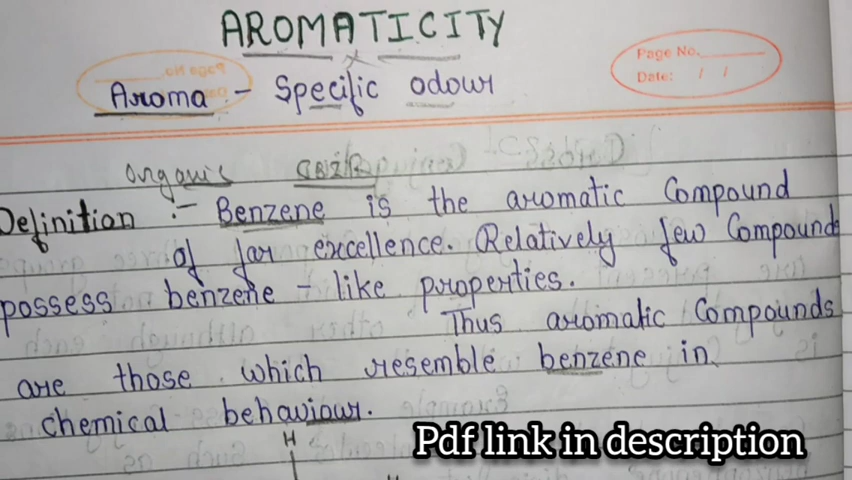 AROMATICITY
Page No.
Date: / /
Aroma :- Specific odour
organic
Definition :- Benzene is the aromatic Compound
of far excellence. Relatively few Compounds
possess benzene - like properties.
Thus aromatic Compounds
are those which resemble benzene in
chemical behaviour.
H
Pdf link in description